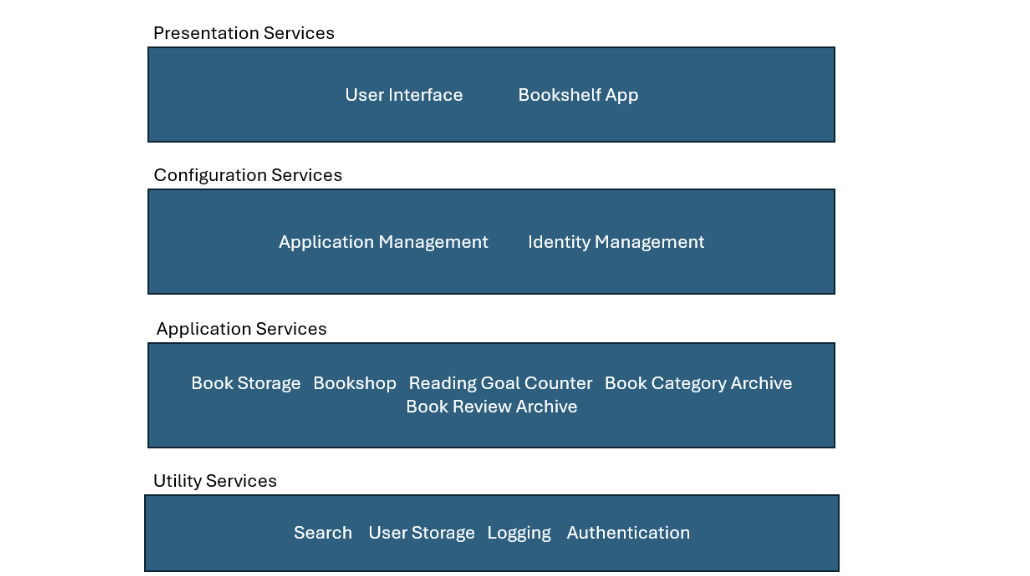 Presentation Services
User Interface Bookshelf App
Configuration Services
Application Management Identity Management
Application Services
Book Storage Bookshop Reading Goal Counter Book Category Archive
Book Review Archive
Utility Services
Search User Storage Logging Authentication